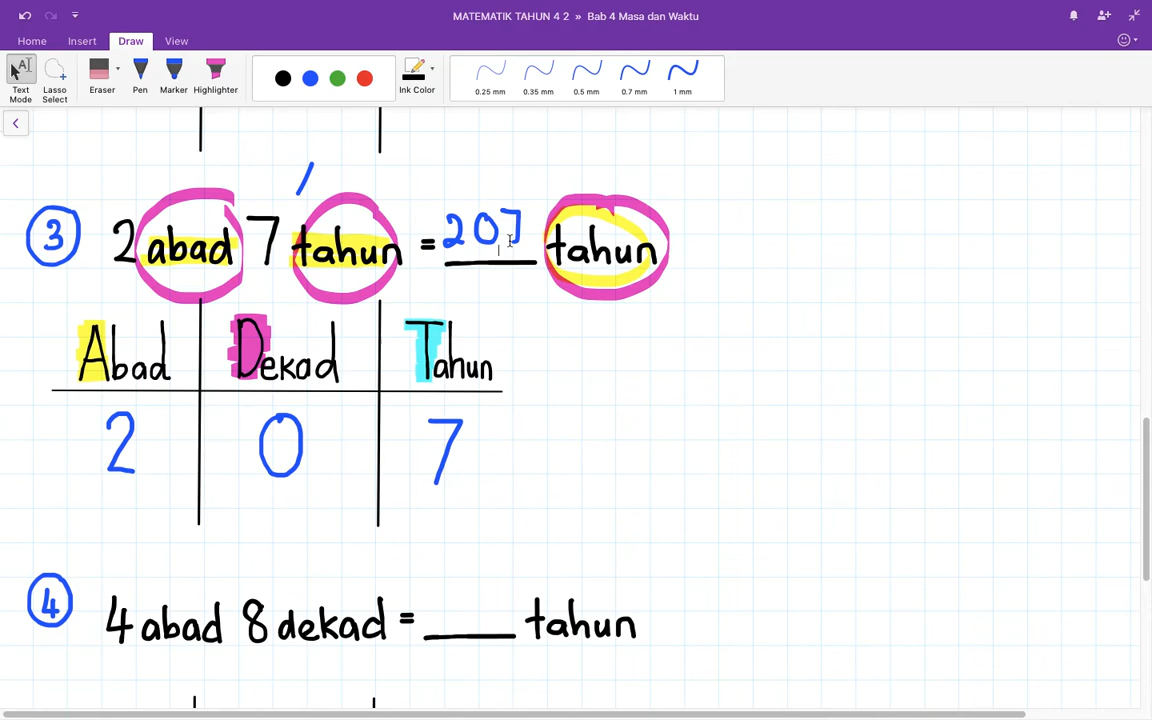 MATEMATIK TAHUN 4 2 » Bab 4 Masa dan Waktu
Home Insert Draw View
Text Mode Lasso Select Eraser Pen Marker Highlighter Ink Color 0.25 mm 0.35 mm 0.5 mm 0.7 mm 1 mm
3 2 abad 7 tahun = 207 tahun
Abad Dekad Tahun
2 0 7
4 4 abad 8 dekad = ____ tahun